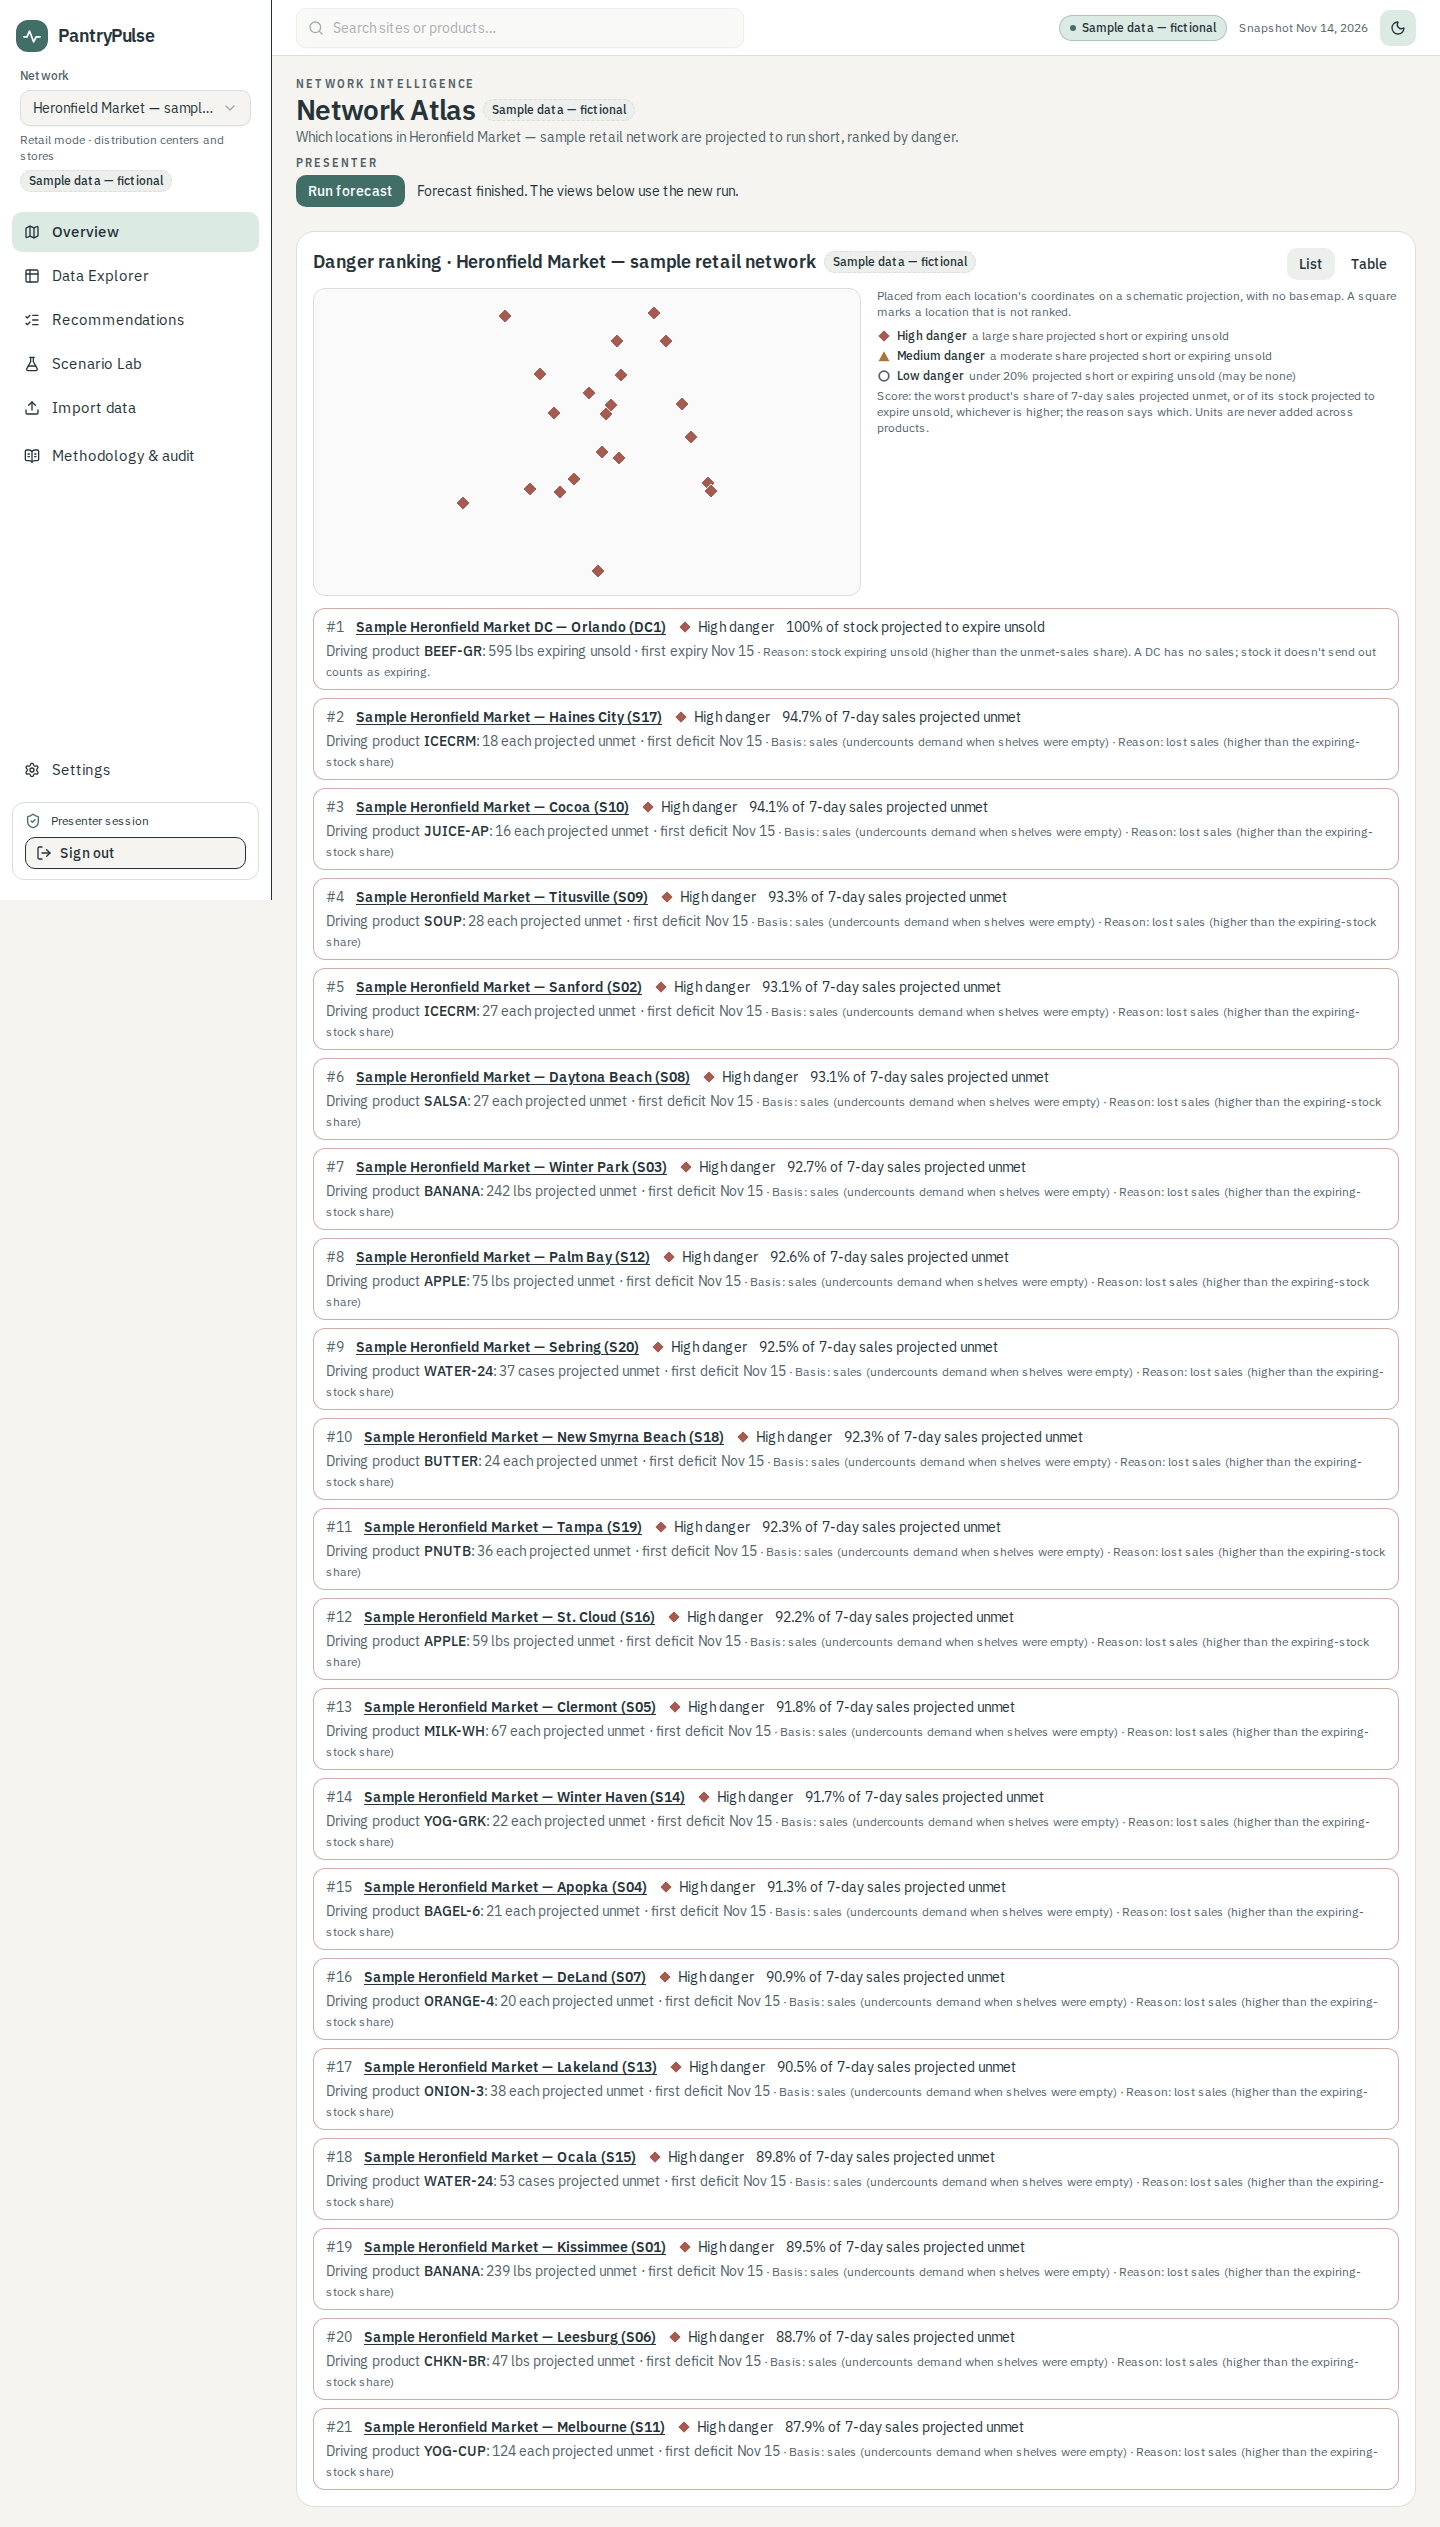 PantryPulse
Network
Heronfield Market — sampl...
Retail mode · distribution centers and
stores
Sample data — fictional
Overview
Data Explorer
Recommendations
Scenario Lab
Import data
Methodology & audit
Settings
Presenter session
Sign out
Search sites or products...
Sample data — fictional
Snapshot Nov 14, 2026
NETWORK INTELLIGENCE
Network Atlas Sample data — fictional
Which locations in Heronfield Market — sample retail network are projected to run short, ranked by danger.
PRESENTER
Run forecast Forecast finished. The views below use the new run.
Danger ranking · Heronfield Market — sample retail network Sample data — fictional
List Table
Placed from each location's coordinates on a schematic projection, with no basemap. A square
marks a location that is not ranked.
High danger a large share projected short or expiring unsold
Medium danger a moderate share projected short or expiring unsold
Low danger under 20% projected short or expiring unsold (may be none)
Score: the worst product's share of 7-day sales projected unmet, or of its stock projected to
expire unsold, whichever is higher; the reason says which. Units are never added across
products.
#1 Sample Heronfield Market DC — Orlando (DC1) High danger 100% of stock projected to expire unsold
Driving product BEEF-GR: 595 lbs expiring unsold · first expiry Nov 15 · Reason: stock expiring unsold (higher than the unmet-sales share). A DC has no sales; stock it doesn't send out
counts as expiring.
#2 Sample Heronfield Market — Haines City (S17) High danger 94.7% of 7-day sales projected unmet
Driving product ICECRM: 18 each projected unmet · first deficit Nov 15 · Basis: sales (undercounts demand when shelves were empty) · Reason: lost sales (higher than the expiring-
stock share)
#3 Sample Heronfield Market — Cocoa (S10) High danger 94.1% of 7-day sales projected unmet
Driving product JUICE-AP: 16 each projected unmet · first deficit Nov 15 · Basis: sales (undercounts demand when shelves were empty) · Reason: lost sales (higher than the expiring-
stock share)
#4 Sample Heronfield Market — Titusville (S09) High danger 93.3% of 7-day sales projected unmet
Driving product SOUP: 28 each projected unmet · first deficit Nov 15 · Basis: sales (undercounts demand when shelves were empty) · Reason: lost sales (higher than the expiring-stock
share)
#5 Sample Heronfield Market — Sanford (S02) High danger 93.1% of 7-day sales projected unmet
Driving product ICECRM: 27 each projected unmet · first deficit Nov 15 · Basis: sales (undercounts demand when shelves were empty) · Reason: lost sales (higher than the expiring-
stock share)
#6 Sample Heronfield Market — Daytona Beach (S08) High danger 93.1% of 7-day sales projected unmet
Driving product SALSA: 27 each projected unmet · first deficit Nov 15 · Basis: sales (undercounts demand when shelves were empty) · Reason: lost sales (higher than the expiring-stock
share)
#7 Sample Heronfield Market — Winter Park (S03) High danger 92.7% of 7-day sales projected unmet
Driving product BANANA: 242 lbs projected unmet · first deficit Nov 15 · Basis: sales (undercounts demand when shelves were empty) · Reason: lost sales (higher than the expiring-
stock share)
#8 Sample Heronfield Market — Palm Bay (S12) High danger 92.6% of 7-day sales projected unmet
Driving product APPLE: 75 lbs projected unmet · first deficit Nov 15 · Basis: sales (undercounts demand when shelves were empty) · Reason: lost sales (higher than the expiring-stock
share)
#9 Sample Heronfield Market — Sebring (S20) High danger 92.5% of 7-day sales projected unmet
Driving product WATER-24: 37 cases projected unmet · first deficit Nov 15 · Basis: sales (undercounts demand when shelves were empty) · Reason: lost sales (higher than the expiring-
stock share)
#10 Sample Heronfield Market — New Smyrna Beach (S18) High danger 92.3% of 7-day sales projected unmet
Driving product BUTTER: 24 each projected unmet · first deficit Nov 15 · Basis: sales (undercounts demand when shelves were empty) · Reason: lost sales (higher than the expiring-
stock share)
#11 Sample Heronfield Market — Tampa (S19) High danger 92.3% of 7-day sales projected unmet
Driving product PNUTB: 36 each projected unmet · first deficit Nov 15 · Basis: sales (undercounts demand when shelves were empty) · Reason: lost sales (higher than the expiring-stock
share)
#12 Sample Heronfield Market — St. Cloud (S16) High danger 92.2% of 7-day sales projected unmet
Driving product APPLE: 59 lbs projected unmet · first deficit Nov 15 · Basis: sales (undercounts demand when shelves were empty) · Reason: lost sales (higher than the expiring-stock
share)
#13 Sample Heronfield Market — Clermont (S05) High danger 91.8% of 7-day sales projected unmet
Driving product MILK-WH: 67 each projected unmet · first deficit Nov 15 · Basis: sales (undercounts demand when shelves were empty) · Reason: lost sales (higher than the expiring-
stock share)
#14 Sample Heronfield Market — Winter Haven (S14) High danger 91.7% of 7-day sales projected unmet
Driving product YOG-GRK: 22 each projected unmet · first deficit Nov 15 · Basis: sales (undercounts demand when shelves were empty) · Reason: lost sales (higher than the expiring-
stock share)
#15 Sample Heronfield Market — Apopka (S04) High danger 91.3% of 7-day sales projected unmet
Driving product BAGEL-6: 21 each projected unmet · first deficit Nov 15 · Basis: sales (undercounts demand when shelves were empty) · Reason: lost sales (higher than the expiring-
stock share)
#16 Sample Heronfield Market — DeLand (S07) High danger 90.9% of 7-day sales projected unmet
Driving product ORANGE-4: 20 each projected unmet · first deficit Nov 15 · Basis: sales (undercounts demand when shelves were empty) · Reason: lost sales (higher than the expiring-
stock share)
#17 Sample Heronfield Market — Lakeland (S13) High danger 90.5% of 7-day sales projected unmet
Driving product ONION-3: 38 each projected unmet · first deficit Nov 15 · Basis: sales (undercounts demand when shelves were empty) · Reason: lost sales (higher than the expiring-
stock share)
#18 Sample Heronfield Market — Ocala (S15) High danger 89.8% of 7-day sales projected unmet
Driving product WATER-24: 53 cases projected unmet · first deficit Nov 15 · Basis: sales (undercounts demand when shelves were empty) · Reason: lost sales (higher than the expiring-
stock share)
#19 Sample Heronfield Market — Kissimmee (S01) High danger 89.5% of 7-day sales projected unmet
Driving product BANANA: 239 lbs projected unmet · first deficit Nov 15 · Basis: sales (undercounts demand when shelves were empty) · Reason: lost sales (higher than the expiring-
stock share)
#20 Sample Heronfield Market — Leesburg (S06) High danger 88.7% of 7-day sales projected unmet
Driving product CHKN-BR: 47 lbs projected unmet · first deficit Nov 15 · Basis: sales (undercounts demand when shelves were empty) · Reason: lost sales (higher than the expiring-
stock share)
#21 Sample Heronfield Market — Melbourne (S11) High danger 87.9% of 7-day sales projected unmet
Driving product YOG-CUP: 124 each projected unmet · first deficit Nov 15 · Basis: sales (undercounts demand when shelves were empty) · Reason: lost sales (higher than the expiring-
stock share)